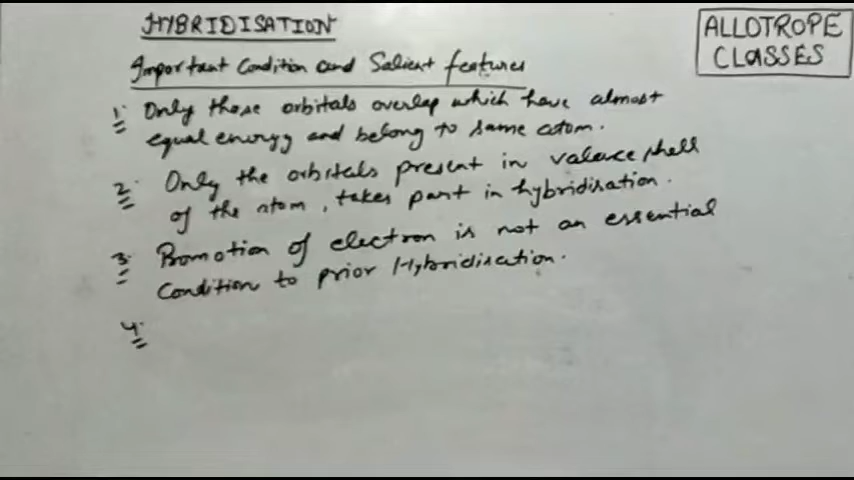 HYBRIDISATION
ALLOTROPE
CLASSES
Important Condition and Salient features
1. Only those orbitals overlap which have almost
equal energy and belong to same atom.
2. Only the orbitals present in valence shell
of the atom, takes part in hybridisation.
3. Promotion of electron is not an essential
Condition to prior Hybridisation.
4.